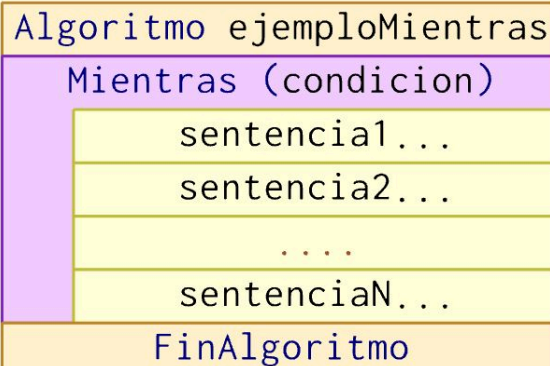 Algoritmo ejemploMientras
Mientras (condicion)
sentencia1...
sentencia2...
....
sentenciaN...
FinAlgoritmo